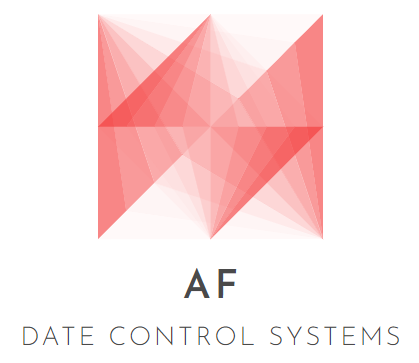 AF
DATE CONTROL SYSTEMS